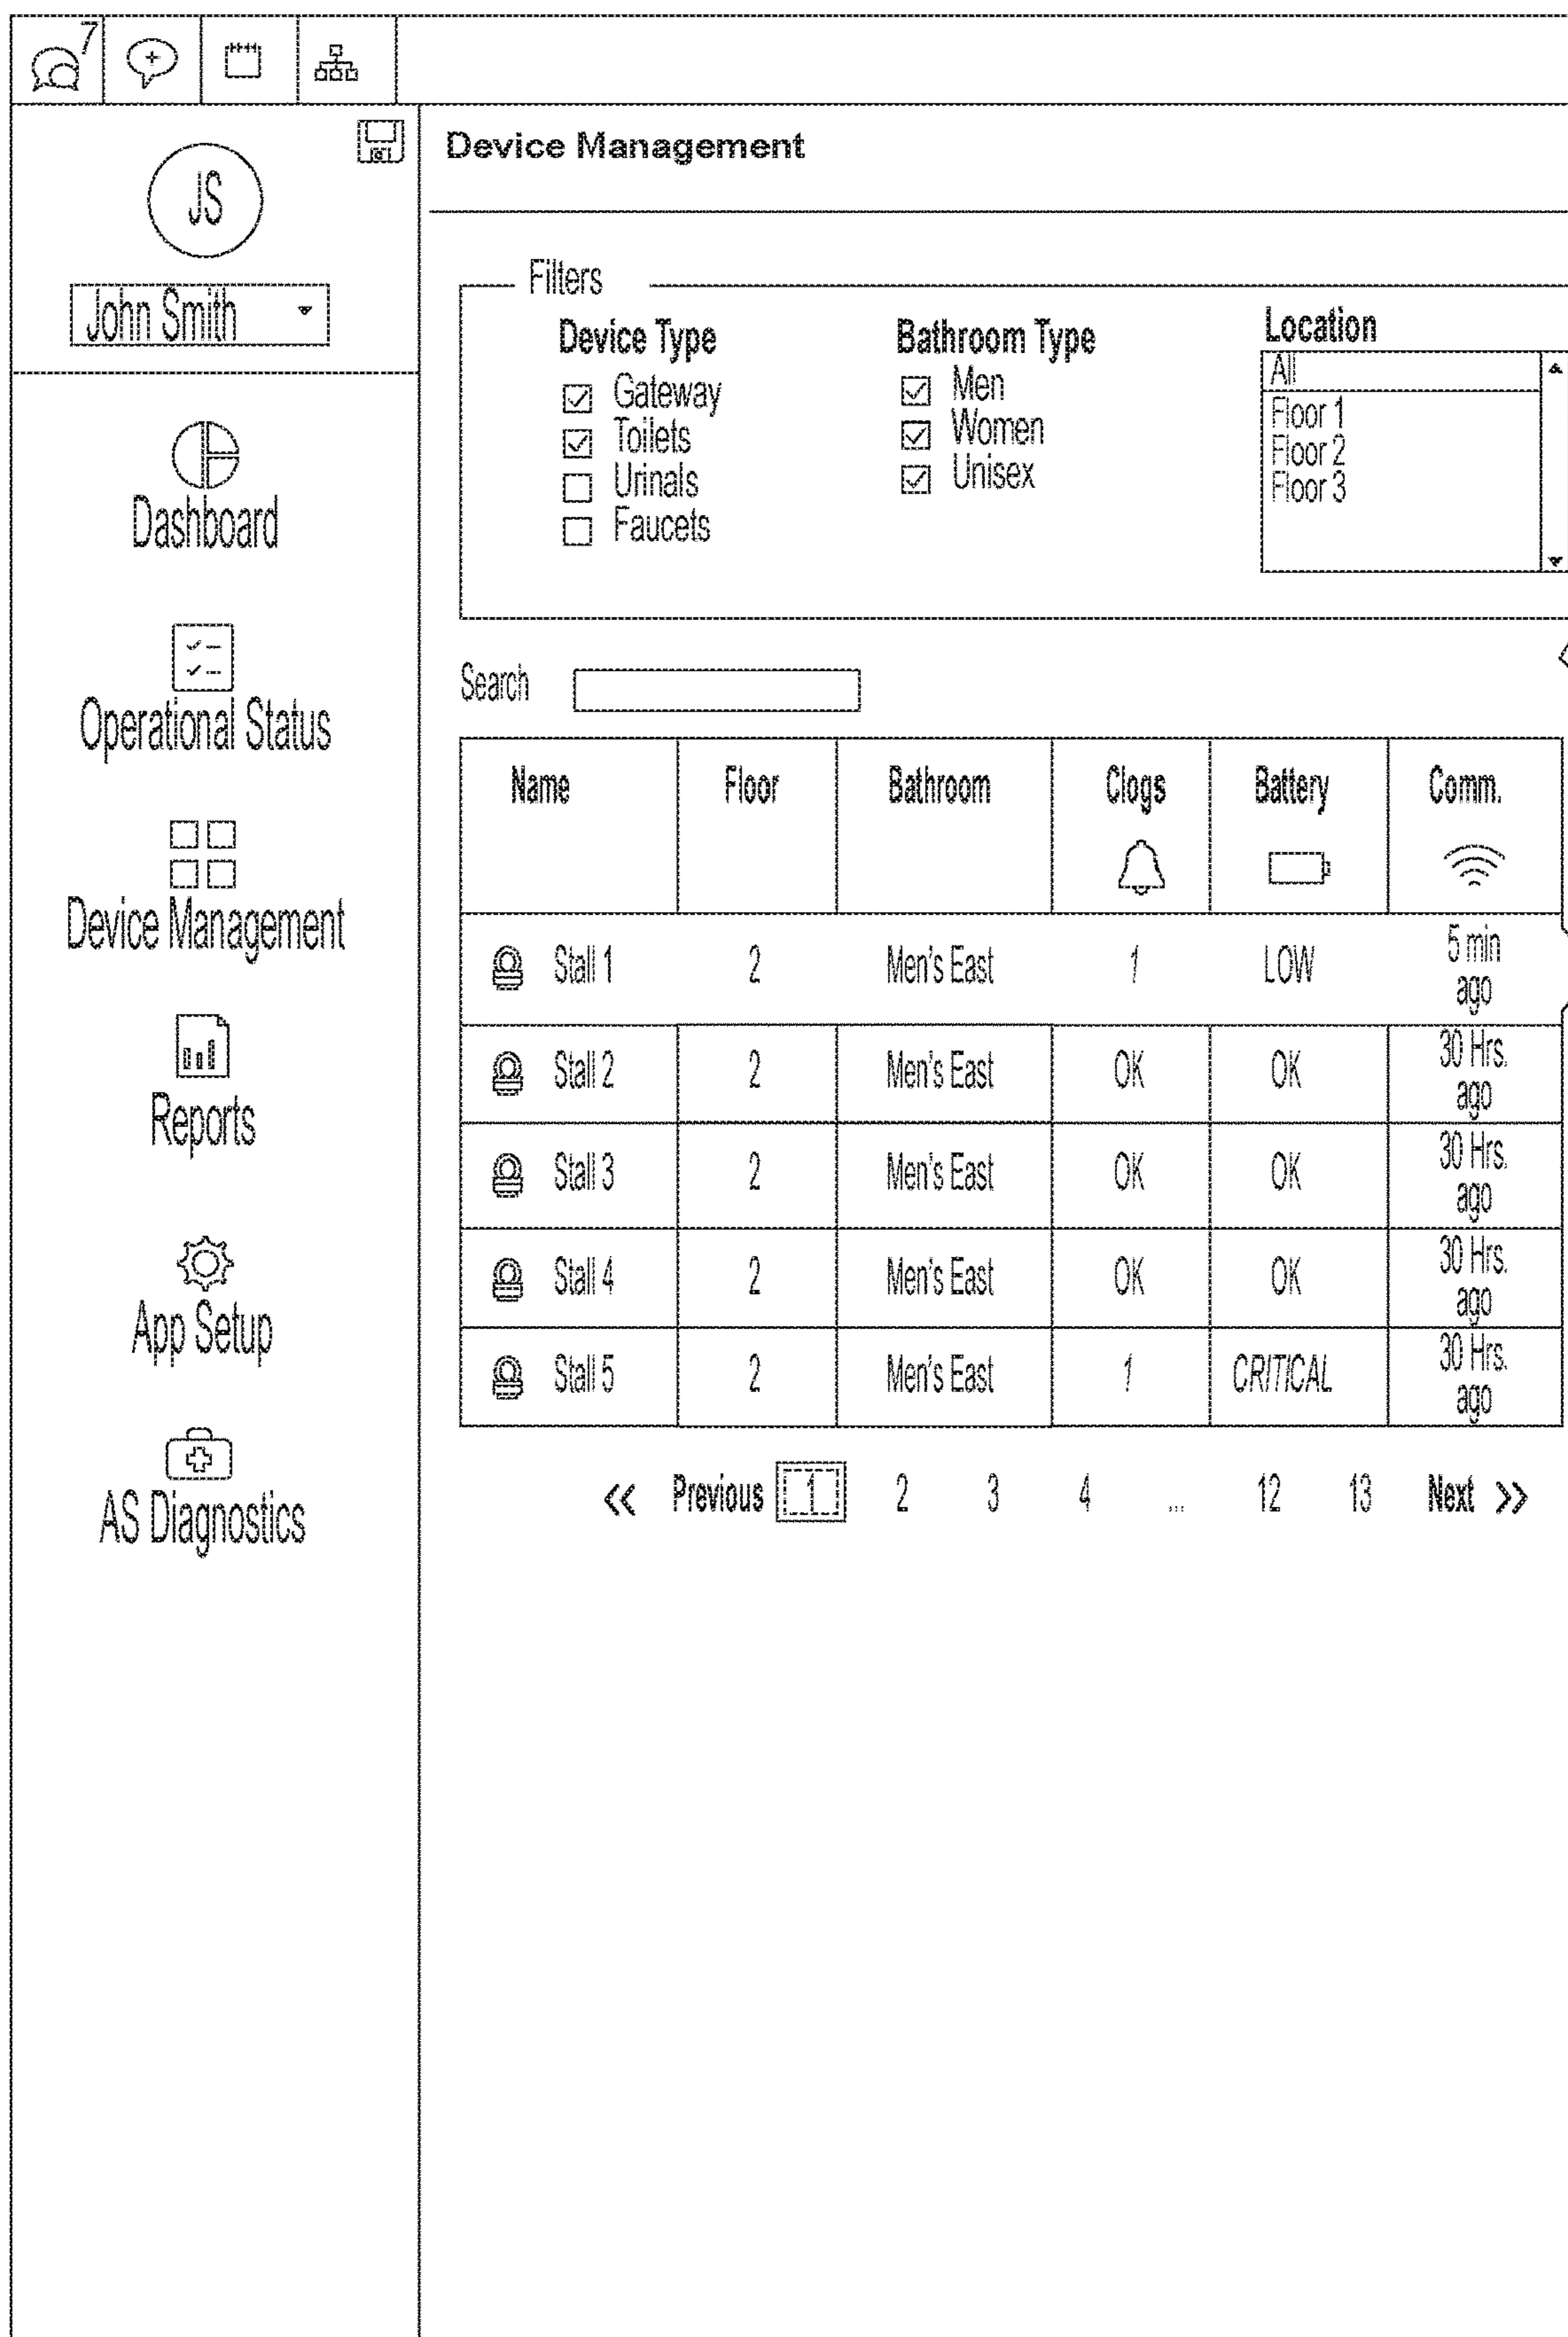 7
JS
John Smith
Dashboard
Operational Status
Device Management
Reports
App Setup
AS Diagnostics
Device Management
Filters
Device Type
Gateway
Toilets
Urinals
Faucets
Bathroom Type
Men
Women
Unisex
Location
All
Floor 1
Floor 2
Floor 3
Search
Name Floor Bathroom Clogs Battery Comm.
Stall 1 2 Men's East 1 LOW 5 min ago
Stall 2 2 Men's East OK OK 30 Hrs. ago
Stall 3 2 Men's East OK OK 30 Hrs. ago
Stall 4 2 Men's East OK OK 30 Hrs. ago
Stall 5 2 Men's East 1 CRITICAL 30 Hrs. ago
<< Previous 1 2 3 4 ... 12 13 Next >>